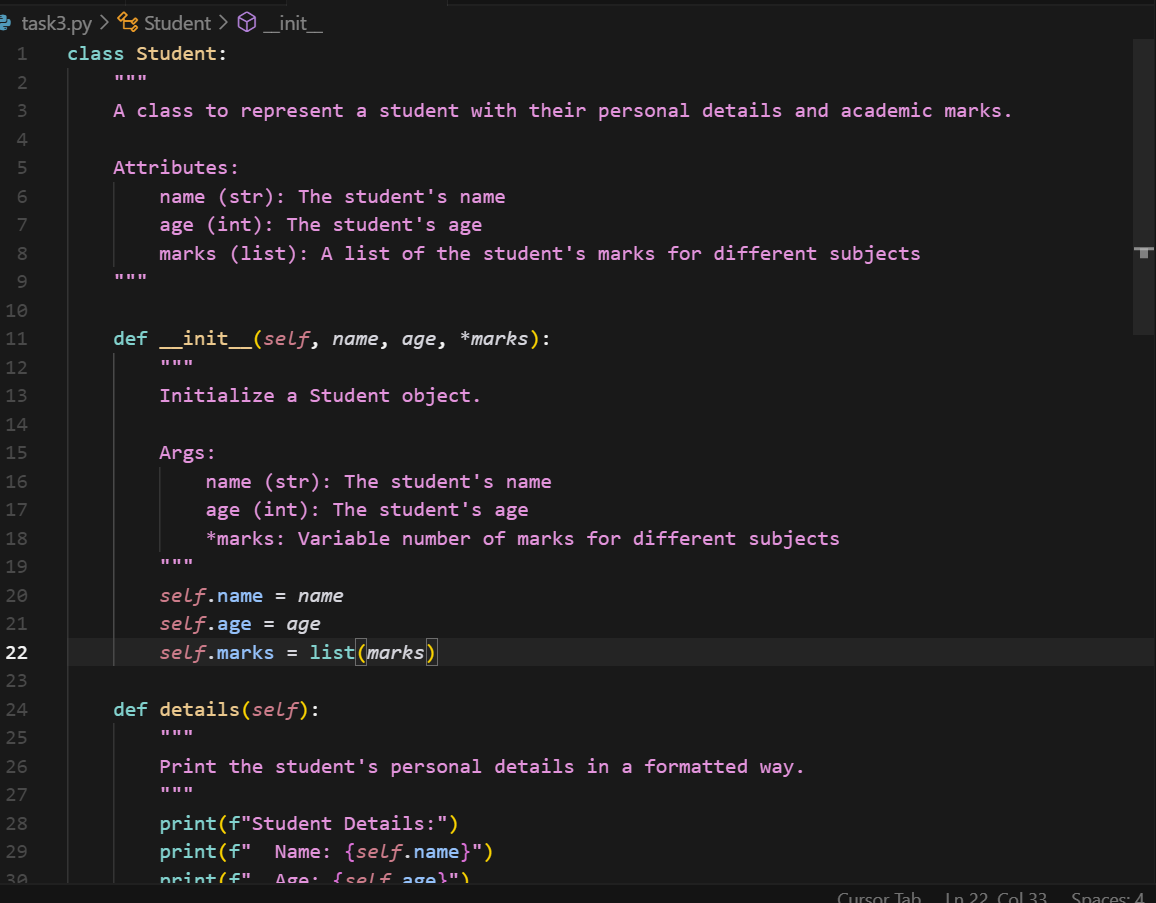 task3.py > Student > __init__
1 class Student:
2     """
3     A class to represent a student with their personal details and academic marks.
4
5     Attributes:
6         name (str): The student's name
7         age (int): The student's age
8         marks (list): A list of the student's marks for different subjects
9     """
10
11     def __init__(self, name, age, *marks):
12         """
13         Initialize a Student object.
14
15         Args:
16             name (str): The student's name
17             age (int): The student's age
18             *marks: Variable number of marks for different subjects
19         """
20         self.name = name
21         self.age = age
22         self.marks = list(marks)
23
24     def details(self):
25         """
26         Print the student's personal details in a formatted way.
27         """
28         print(f"Student Details:")
29         print(f"  Name: {self.name}")
30         print(f"  Age: {self.age}")
Cursor Tab Ln 22, Col 33 Spaces: 4